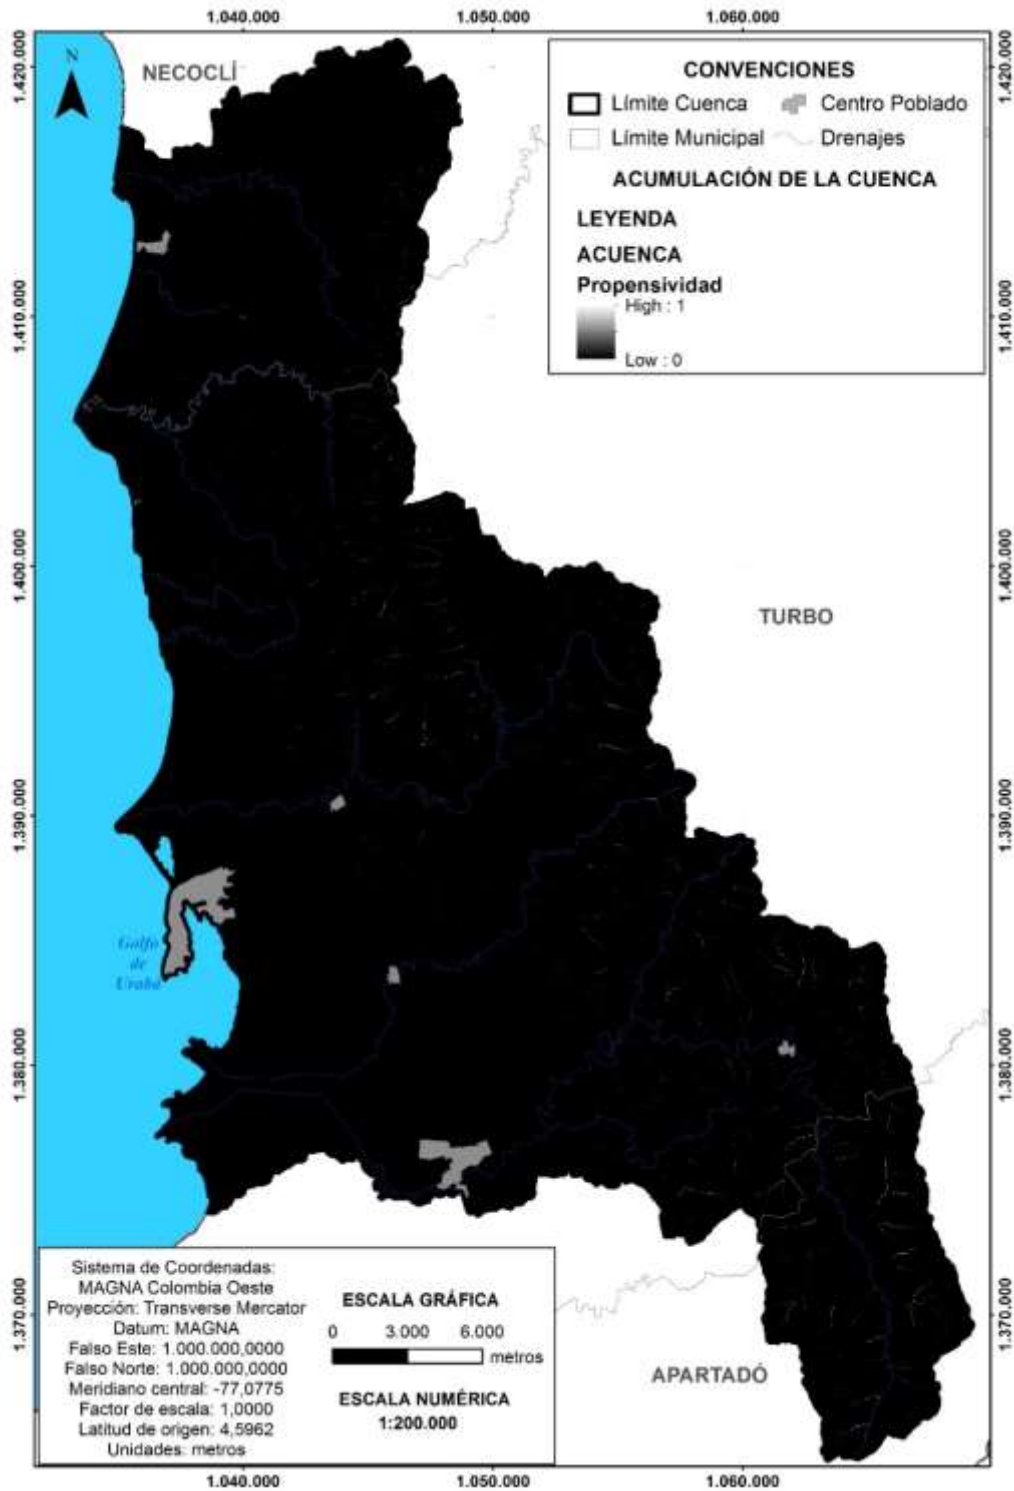 1.040.000
1.050.000
1.060.000
1.420.000
1.420.000
N
NECOCLÍ
CONVENCIONES
Límite Cuenca
Centro Poblado
Límite Municipal
Drenajes
ACUMULACIÓN DE LA CUENCA
LEYENDA
ACUENCA
Propensividad
High : 1
Low : 0
1.410.000
1.410.000
1.400.000
1.400.000
TURBO
1.390.000
1.390.000
Golfo
de
Urabá
1.380.000
1.380.000
1.370.000
1.370.000
APARTADÓ
Sistema de Coordenadas:
MAGNA Colombia Oeste
Proyección: Transverse Mercator
Datum: MAGNA
Falso Este: 1.000.000,0000
Falso Norte: 1.000.000,0000
Meridiano central: -77,0775
Factor de escala: 1,0000
Latitud de origen: 4,5962
Unidades: metros
ESCALA GRÁFICA
0 3.000 6.000
metros
ESCALA NUMÉRICA
1:200.000
1.040.000
1.050.000
1.060.000